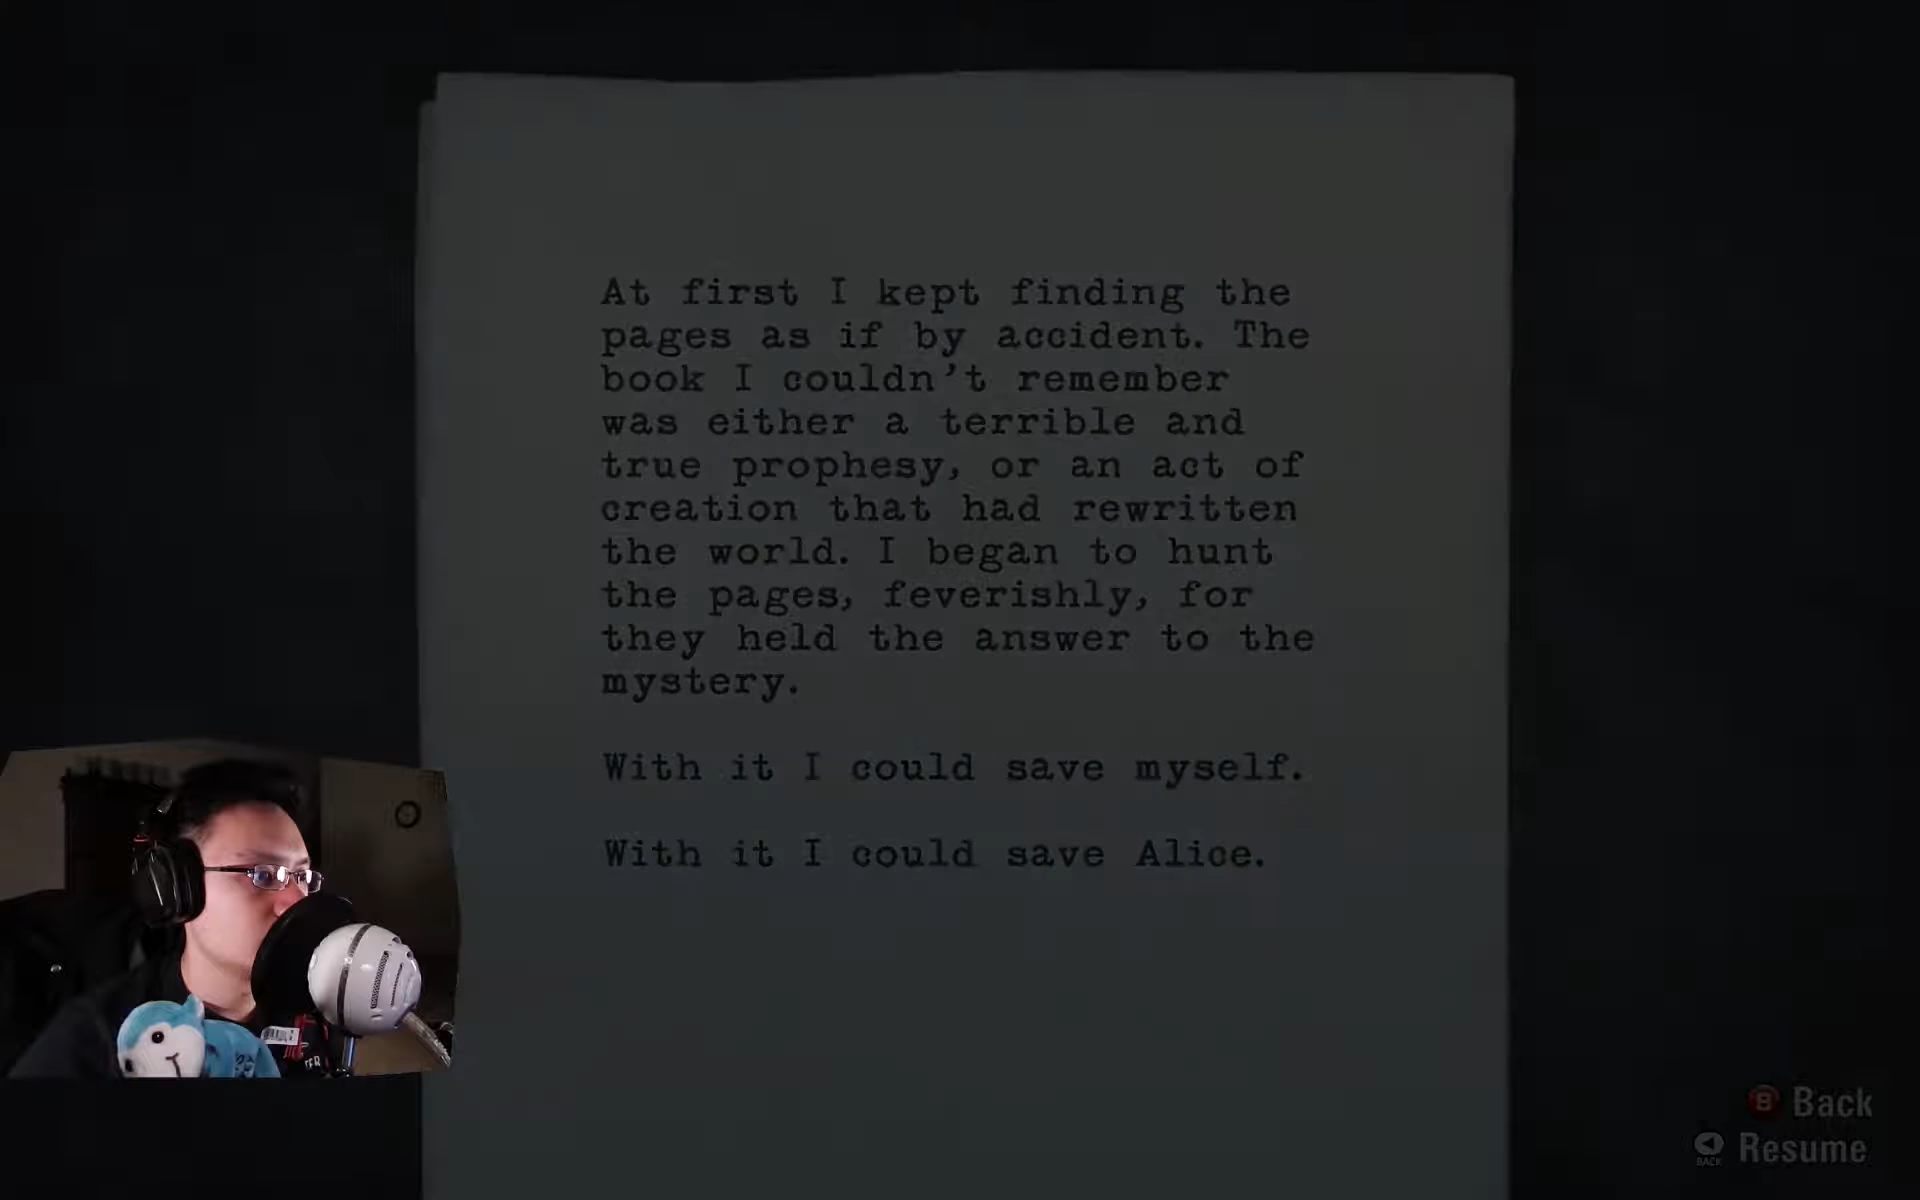 At first I kept finding the
pages as if by accident. The
book I couldn't remember
was either a terrible and
true prophesy, or an act of
creation that had rewritten
the world. I began to hunt
the pages, feverishly, for
they held the answer to the
mystery.
With it I could save myself.
With it I could save Alice.
B Back
BACK Resume